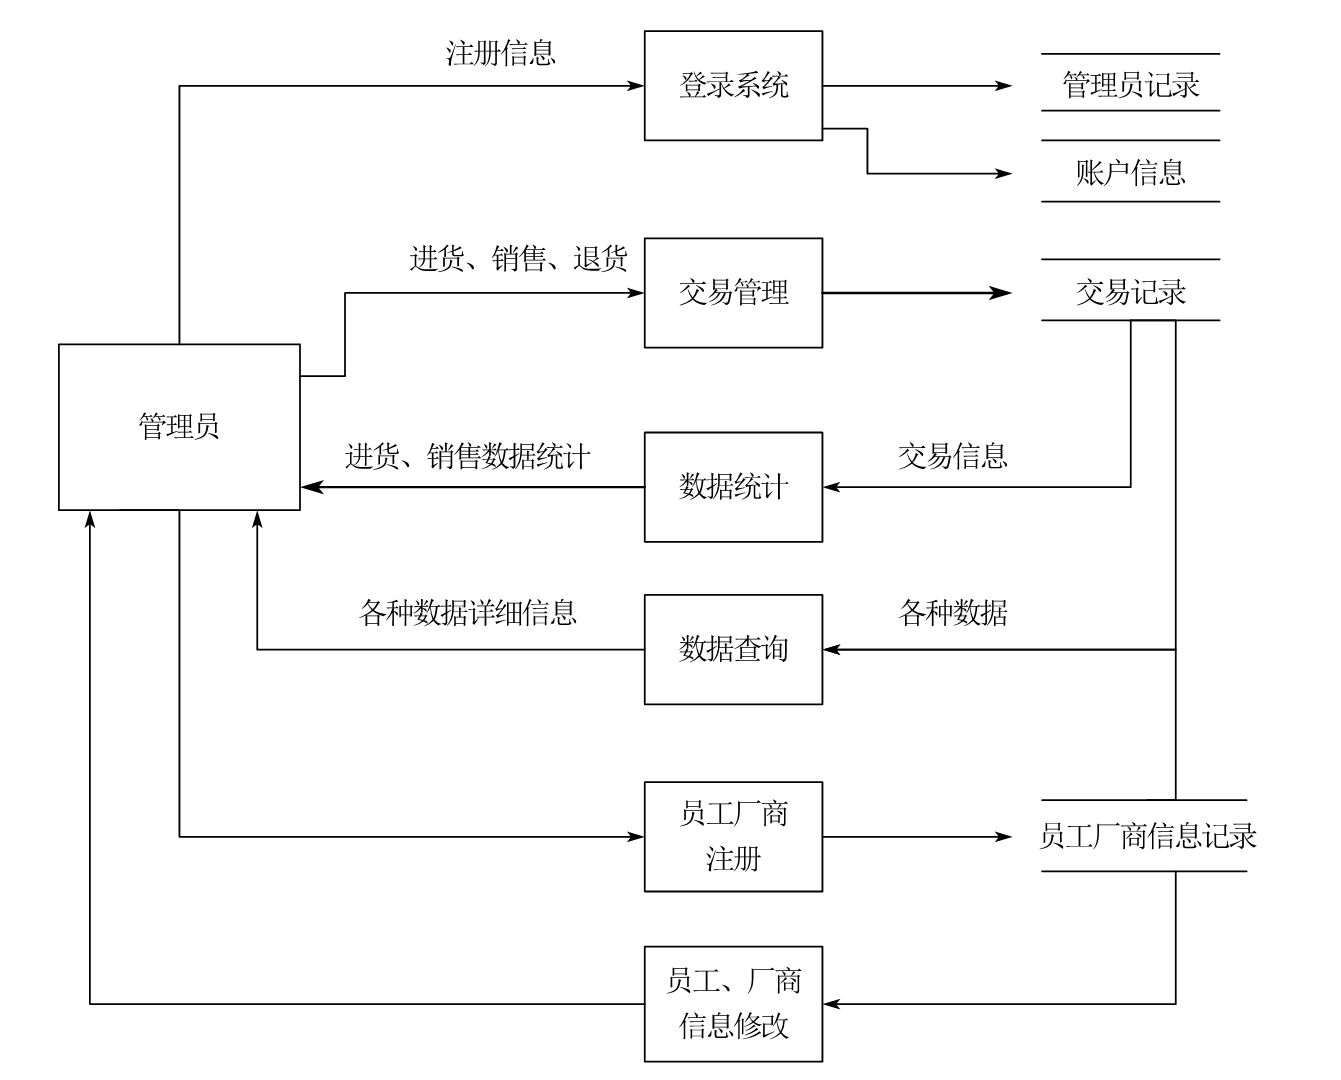 注册信息
登录系统
管理员记录
账户信息
进货、销售、退货
交易管理
交易记录
管理员
进货、销售数据统计
数据统计
交易信息
各种数据详细信息
数据查询
各种数据
员工厂商
注册
员工厂商信息记录
员工、厂商
信息修改